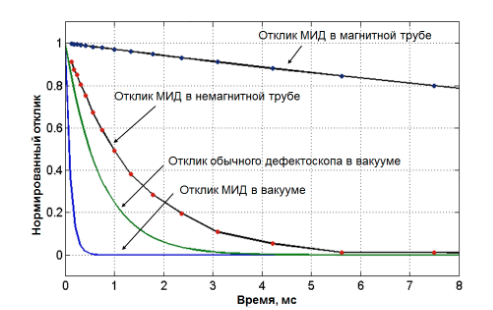 Отклик МИД в магнитной трубе
1
0.8
Отклик МИД в немагнитной трубе
0.6
0.4
Отклик обычного дефектоскопа в вакууме
Отклик МИД в вакууме
0.2
0
Нормированный отклик
0 1 2 3 4 5 6 7 8
Время, мс